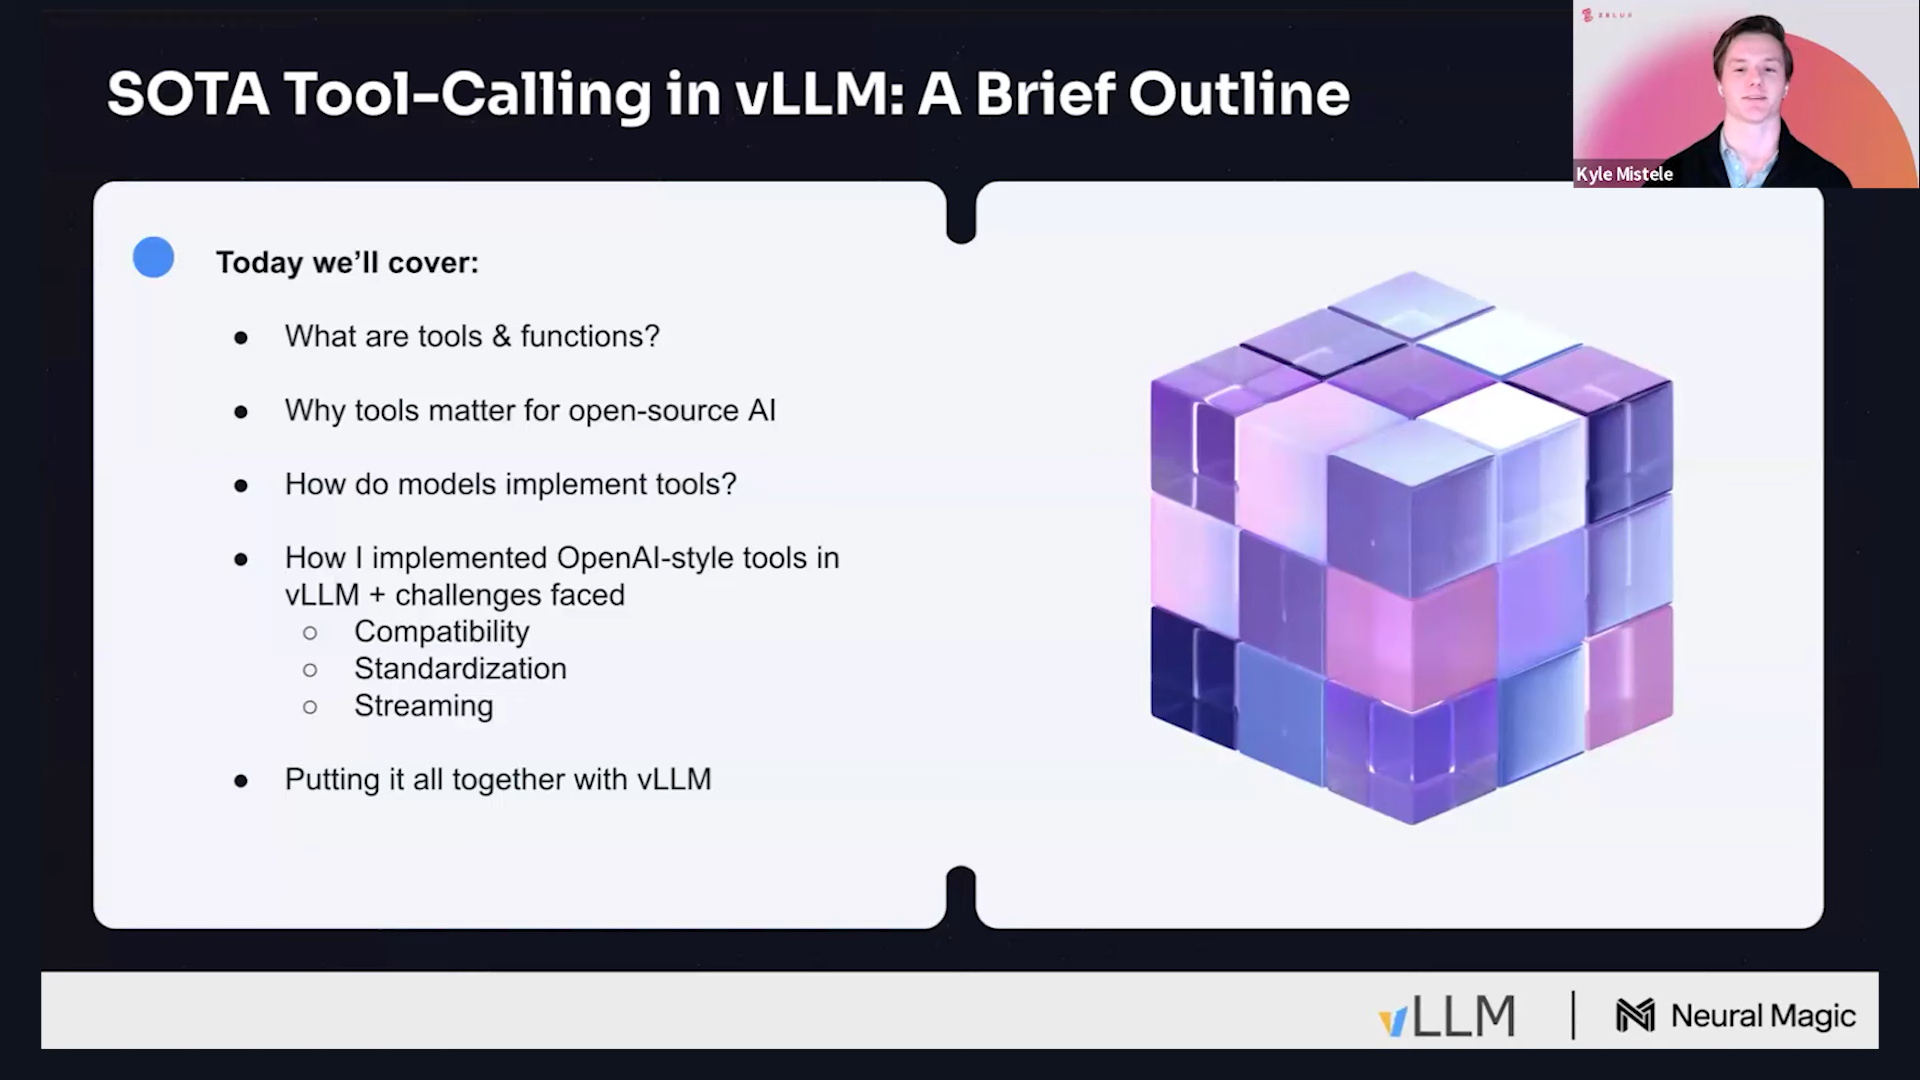 SOTA Tool-Calling in vLLM: A Brief Outline
ZELUS
Kyle Mistele
Today we’ll cover:
● What are tools & functions?
● Why tools matter for open-source AI
● How do models implement tools?
● How I implemented OpenAI-style tools in
vLLM + challenges faced
○ Compatibility
○ Standardization
○ Streaming
● Putting it all together with vLLM
vLLM | Neural Magic